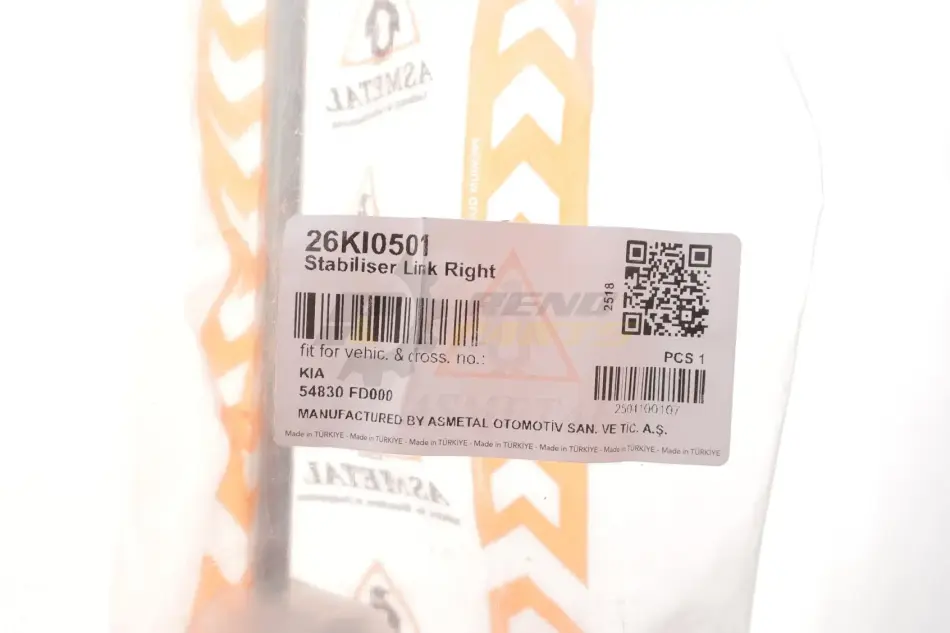 ASMETAL
26KI0501
Stabiliser Link Right
2518
fit for vehic. & cross. no.:
PCS 1
KIA
54830 FD000
2504100107
MANUFACTURED BY ASMETAL OTOMOTİV SAN. VE TİC. A.Ş.
Made in TÜRKİYE - Made in TÜRKİYE - Made in TÜRKİYE - Made in TÜRKİYE - Made in TÜRKİYE - Made in TÜRKİYE - Made in TÜRKİYE
ASMETAL